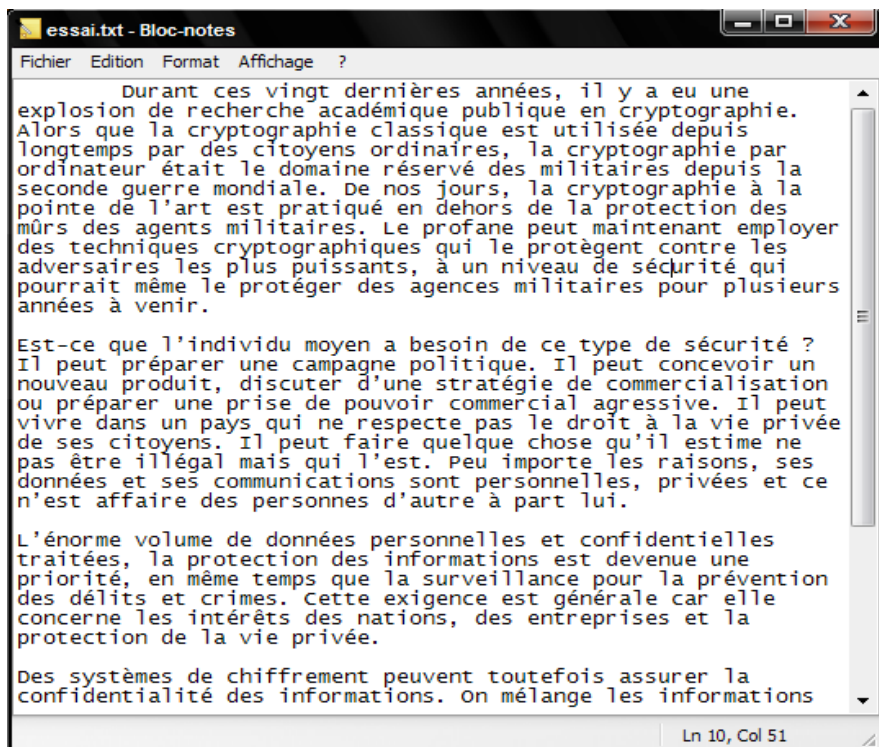 essai.txt - Bloc-notes
Fichier Edition Format Affichage ?
Durant ces vingt dernières années, il y a eu une
explosion de recherche académique publique en cryptographie.
Alors que la cryptographie classique est utilisée depuis
longtemps par des citoyens ordinaires, la cryptographie par
ordinateur était le domaine réservé des militaires depuis la
seconde guerre mondiale. De nos jours, la cryptographie à la
pointe de l'art est pratiqué en dehors de la protection des
mûrs des agents militaires. Le profane peut maintenant employer
des techniques cryptographiques qui le protègent contre les
adversaires les plus puissants, à un niveau de sécurité qui
pourrait même le protéger des agences militaires pour plusieurs
années à venir.
Est-ce que l'individu moyen a besoin de ce type de sécurité ?
Il peut préparer une campagne politique. Il peut concevoir un
nouveau produit, discuter d'une stratégie de commercialisation
ou préparer une prise de pouvoir commercial agressive. Il peut
vivre dans un pays qui ne respecte pas le droit à la vie privée
de ses citoyens. Il peut faire quelque chose qu'il estime ne
pas être illégal mais qui l'est. Peu importe les raisons, ses
données et ses communications sont personnelles, privées et ce
n'est affaire des personnes d'autre à part lui.
L'énorme volume de données personnelles et confidentielles
traitées, la protection des informations est devenue une
priorité, en même temps que la surveillance pour la prévention
des délits et crimes. Cette exigence est générale car elle
concerne les intérêts des nations, des entreprises et la
protection de la vie privée.
Des systèmes de chiffrement peuvent toutefois assurer la
confidentialité des informations. On mélange les informations
Ln 10, Col 51